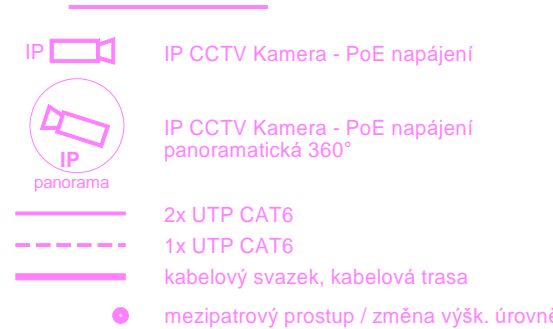 IP IP CCTV Kamera - PoE napájení
IP CCTV Kamera - PoE napájení
panoramatická 360°
IP
panorama
2x UTP CAT6
1x UTP CAT6
kabelový svazek, kabelová trasa
mezipatrový prostup / změna výšk. úrovně